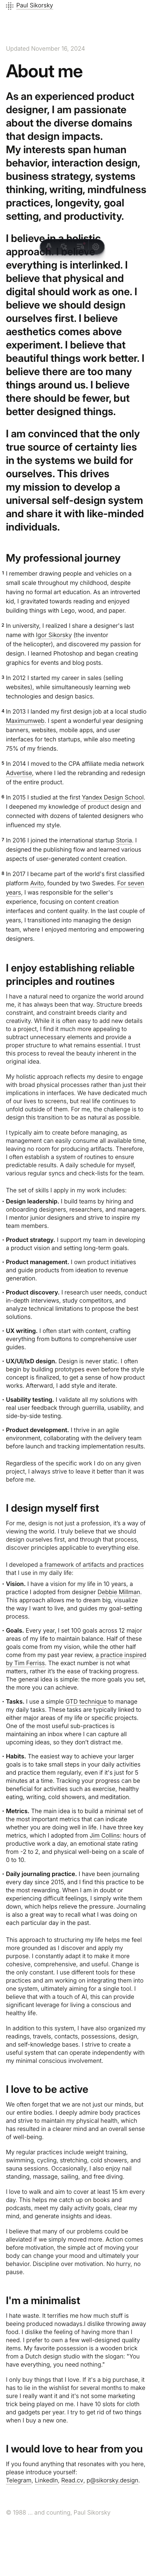 Paul Sikorsky
Updated November 16, 2024
About me
As an experienced product
designer, I am passionate
about the diverse domains
that design impacts.
My interests span human
behavior, interaction design,
business strategy, systems
thinking, writing, mindfulness
practices, longevity, goal
setting, and productivity.
I believe in a holistic
approach. I believe
everything is interlinked. I
believe that physical and
digital should work as one. I
believe we should design
ourselves first. I believe
aesthetics comes above
experiment. I believe that
beautiful things work better. I
believe there are too many
things around us. I believe
there should be fewer, but
better designed things.
I am convinced that the only
true source of certainty lies
in the systems we build for
ourselves. This drives
my mission to develop a
universal self-design system
and share it with like-minded
individuals.
My professional journey
1 I remember drawing people and vehicles on a
small scale throughout my childhood, despite
having no formal art education. As an introverted
kid, I gravitated towards reading and enjoyed
building things with Lego, wood, and paper.
2 In university, I realized I share a designer's last
name with Igor Sikorsky (the inventor
of the helicopter), and discovered my passion for
design. I learned Photoshop and began creating
graphics for events and blog posts.
3 In 2012 I started my career in sales (selling
websites), while simultaneously learning web
technologies and design basics.
4 In 2013 I landed my first design job at a local studio
Maximumweb. I spent a wonderful year designing
banners, websites, mobile apps, and user
interfaces for tech startups, while also meeting
75% of my friends.
5 In 2014 I moved to the CPA affiliate media network
Advertise, where I led the rebranding and redesign
of the entire product.
6 In 2015 I studied at the first Yandex Design School.
I deepened my knowledge of product design and
connected with dozens of talented designers who
influenced my style.
7 In 2016 I joined the international startup Storia. I
designed the publishing flow and learned various
aspects of user-generated content creation.
8 In 2017 I became part of the world's first classified
platform Avito, founded by two Swedes. For seven
years, I was responsible for the seller's
experience, focusing on content creation
interfaces and content quality. In the last couple of
years, I transitioned into managing the design
team, where I enjoyed mentoring and empowering
designers.
I enjoy establishing reliable
principles and routines
I have a natural need to organize the world around
me, it has always been that way. Structure breeds
constraint, and constraint breeds clarity and
creativity. While it is often easy to add new details
to a project, I find it much more appealing to
subtract unnecessary elements and provide a
proper structure to what remains essential. I trust
this process to reveal the beauty inherent in the
original idea.
My holistic approach reflects my desire to engage
with broad physical processes rather than just their
implications in interfaces. We have dedicated much
of our lives to screens, but real life continues to
unfold outside of them. For me, the challenge is to
design this transition to be as natural as possible.
I typically aim to create before managing, as
management can easily consume all available time,
leaving no room for producing artifacts. Therefore,
I often establish a system of routines to ensure
predictable results. A daily schedule for myself,
various regular syncs and check-lists for the team.
The set of skills I apply in my work includes:
- Design leadership. I build teams by hiring and
onboarding designers, researchers, and managers.
I mentor junior designers and strive to inspire my
team members.
- Product strategy. I support my team in developing
a product vision and setting long-term goals.
- Product management. I own product initiatives
and guide products from ideation to revenue
generation.
- Product discovery. I research user needs, conduct
in-depth interviews, study competitors, and
analyze technical constraints to propose the best
solutions.
- UX writing. I often start with content, crafting
everything from buttons to comprehensive user
guides.
- UX/UI/IxD design. Design is never static. I often
begin by building prototypes even before the style
concept is finalized, to get a sense of how product
works. Afterward, I add style and iterate.
- Usability testing. I validate all my solutions with
real user feedback through guerrilla, usability, and
side-by-side testing.
- Product development. I thrive in an agile
environment, collaborating with the delivery team
before launch and tracking implementation results.
Regardless of the specific work I do on any given
project, I always strive to leave it better than it was
before me.
I design myself first
For me, design is not just a profession, it's a way of
viewing the world. I truly believe that we should
design ourselves first, and through that process,
discover principles applicable to everything else.
I developed a framework of artifacts and practices
that I use in my daily life:
- Vision. I have a vision for my life in 10 years, a
practice I adopted from designer Debbie Millman.
This approach allows me to dream big, visualize
the way I want to live, and guides my goal-setting
process.
- Goals. Every year, I set 100 goals across 12 major
areas of my life to maintain balance. Half of these
goals come from my vision, while the other half
come from my past year review, a practice inspired
by Tim Ferriss. The exact number is not what
matters, rather it's the ease of tracking progress.
The general idea is simple: the more goals you set,
the more you can achieve.
- Tasks. I use a simple GTD technique to manage
my daily tasks. These tasks are typically linked to
either major areas of my life or specific projects.
One of the most useful sub-practices is
maintaining an inbox where I can capture all
upcoming ideas, so they don't distract me.
- Habits. The easiest way to achieve your larger
goals is to take small steps in your daily activities
and practice them regularly, even if it's just for 5
minutes at a time. Tracking your progress can be
beneficial for activities such as exercise, healthy
eating, writing, cold showers, and meditation.
- Metrics. The main idea is to build a minimal set of
the most important metrics that can indicate
whether you are doing well in life. I have three key
metrics, which I adopted from Jim Collins: hours of
productive work a day, an emotional state rating
from -2 to 2, and physical well-being from
0 to 10.
- Daily journaling practice. I have been journaling
every day since 2015, and I find this practice to be
the most rewarding. When I am in doubt or
experiencing difficult feelings, I simply write them
down, which helps relieve the pressure. Journaling
is also a great way to recall what I was doing on
each particular day in the past.
This approach to structuring my life helps me feel
more grounded as I discover and apply my
purpose. I constantly adapt it to make it more
cohesive, comprehensive, and useful. Change is
the only constant. I use different tools for these
practices and am working on integrating them into
one system, ultimately aiming for a single tool. I
believe that with a touch of AI, this can provide
significant leverage for living a conscious and
healthy life.
In addition to this system, I have also organized my
readings, travels, contacts, possessions, design,
and self-knowledge bases. I strive to create a
useful system that can operate independently with
my minimal conscious involvement.
I love to be active
We often forget that we are not just our minds but
our entire bodies. I deeply admire body practices
and strive to maintain my physical health, which
has resulted in a clearer mind and an overall sense
of well-being.
My regular practices include weight training,
swimming, cycling, stretching, cold showers, and
sauna sessions. Occasionally, I also enjoy nail
standing, massage, sailing, and free diving.
I love to walk and aim to cover at least 15 km every
day. This helps me catch up on books and
podcasts, meet my daily activity goals, clear my
mind, and generate insights and ideas.
I believe that many of our problems could be
alleviated if we simply moved more. Action comes
before motivation, the simple act of moving your
body can change your mood and ultimately your
behavior. Discipline over motivation. No hurry, no
pause.
I'm a minimalist
I hate waste. It terrifies me how much stuff is
being produced nowadays. I dislike throwing away
food. I dislike the feeling of having more than I
need. I prefer to own a few well-designed quality
items. My favorite possession is a wooden brick
from a Dutch design studio with the slogan: "You
have everything, you need nothing."
I only buy things that I love. If it's a big purchase, it
has to lie in the wishlist for several months to make
sure I really want it and it's not some marketing
trick being played on me. I have 10 slots for cloth
and gadgets per year. I try to get rid of two things
when I buy a new one.
I would love to hear from you
If you found anything that resonates with you here,
please introduce yourself:
Telegram, LinkedIn, Read.cv, p@sikorsky.design.
© 1988 ... and counting, Paul Sikorsky